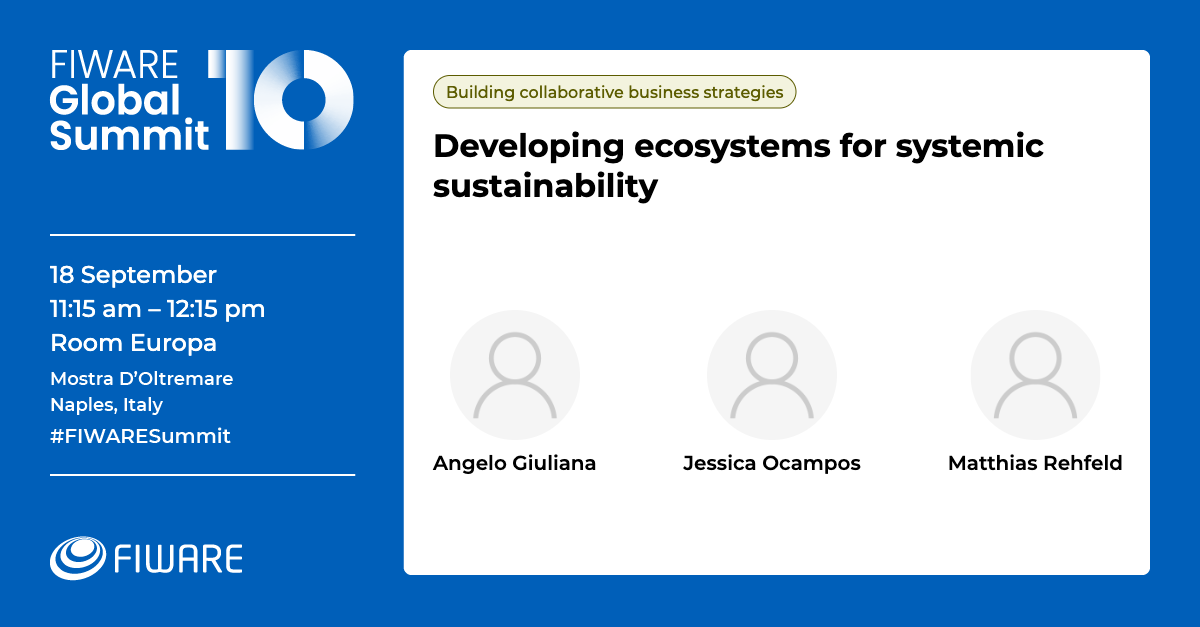 FIWARE
Global
Summit
10
18 September
11:15 am – 12:15 pm
Room Europa
Mostra D’Oltremare
Naples, Italy
#FIWARESummit
FIWARE
Building collaborative business strategies
Developing ecosystems for systemic
sustainability
Angelo Giuliana
Jessica Ocampos
Matthias Rehfeld